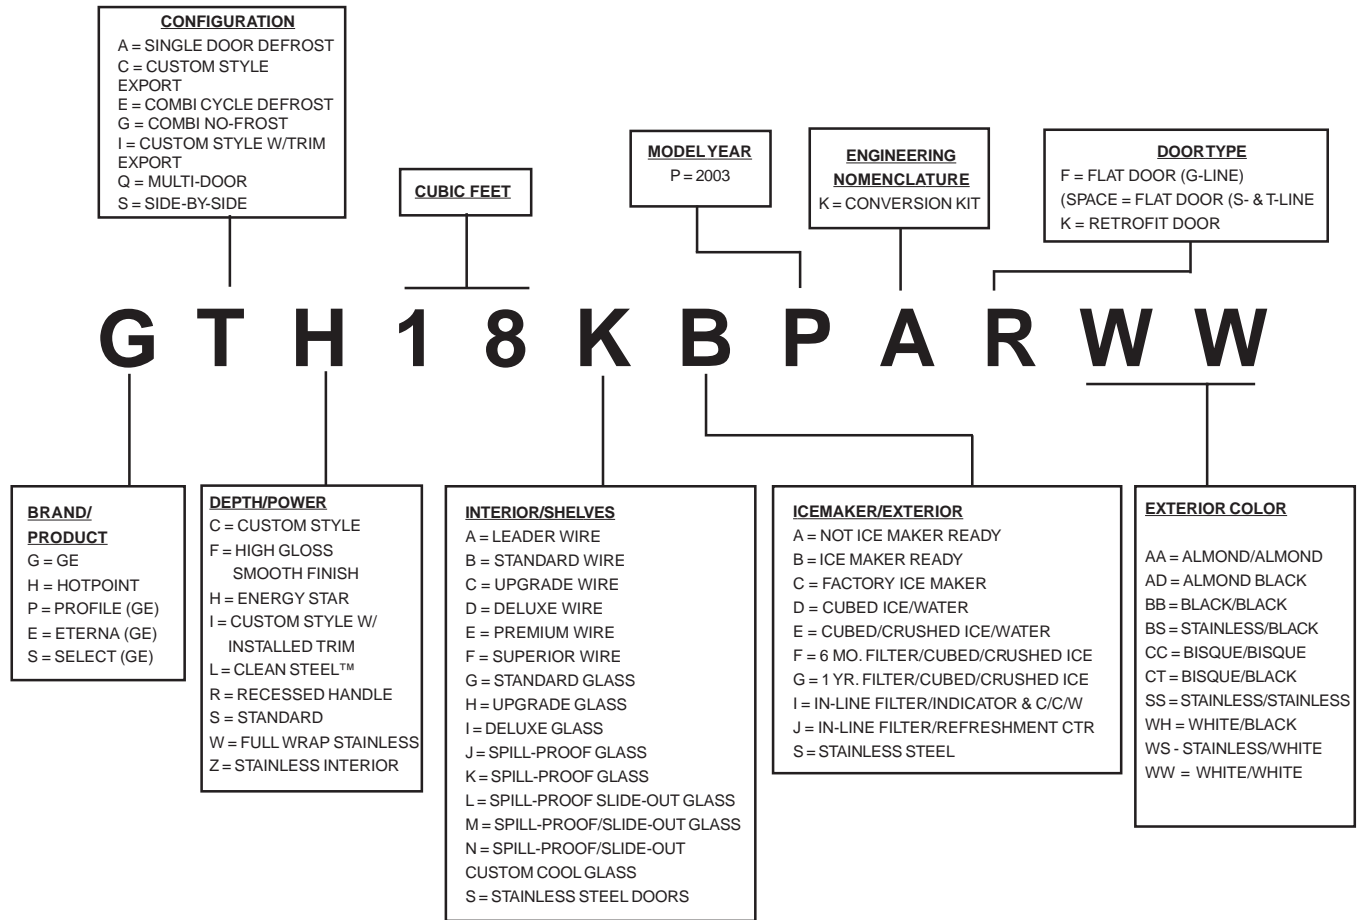 CONFIGURATION
A = SINGLE DOOR DEFROST
C = CUSTOM STYLE
EXPORT
E = COMBI CYCLE DEFROST
G = COMBI NO-FROST
I = CUSTOM STYLE W/TRIM
EXPORT
Q = MULTI-DOOR
S = SIDE-BY-SIDE
CUBIC FEET
MODEL YEAR
P = 2003
ENGINEERING
NOMENCLATURE
K = CONVERSION KIT
DOOR TYPE
F = FLAT DOOR (G-LINE)
(SPACE = FLAT DOOR (S- & T-LINE
K = RETROFIT DOOR
G T H 1 8 K B P A R W W
BRAND/
PRODUCT
G = GE
H = HOTPOINT
P = PROFILE (GE)
E = ETERNA (GE)
S = SELECT (GE)
DEPTH/POWER
C = CUSTOM STYLE
F = HIGH GLOSS
SMOOTH FINISH
H = ENERGY STAR
I = CUSTOM STYLE W/
INSTALLED TRIM
L = CLEAN STEEL™
R = RECESSED HANDLE
S = STANDARD
W = FULL WRAP STAINLESS
Z = STAINLESS INTERIOR
INTERIOR/SHELVES
A = LEADER WIRE
B = STANDARD WIRE
C = UPGRADE WIRE
D = DELUXE WIRE
E = PREMIUM WIRE
F = SUPERIOR WIRE
G = STANDARD GLASS
H = UPGRADE GLASS
I = DELUXE GLASS
J = SPILL-PROOF GLASS
K = SPILL-PROOF GLASS
L = SPILL-PROOF SLIDE-OUT GLASS
M = SPILL-PROOF/SLIDE-OUT GLASS
N = SPILL-PROOF/SLIDE-OUT
CUSTOM COOL GLASS
S = STAINLESS STEEL DOORS
ICEMAKER/EXTERIOR
A = NOT ICE MAKER READY
B = ICE MAKER READY
C = FACTORY ICE MAKER
D = CUBED ICE/WATER
E = CUBED/CRUSHED ICE/WATER
F = 6 MO. FILTER/CUBED/CRUSHED ICE
G = 1 YR. FILTER/CUBED/CRUSHED ICE
I = IN-LINE FILTER/INDICATOR & C/C/W
J = IN-LINE FILTER/REFRESHMENT CTR
S = STAINLESS STEEL
EXTERIOR COLOR
AA = ALMOND/ALMOND
AD = ALMOND BLACK
BB = BLACK/BLACK
BS = STAINLESS/BLACK
CC = BISQUE/BISQUE
CT = BISQUE/BLACK
SS = STAINLESS/STAINLESS
WH = WHITE/BLACK
WS - STAINLESS/WHITE
WW = WHITE/WHITE